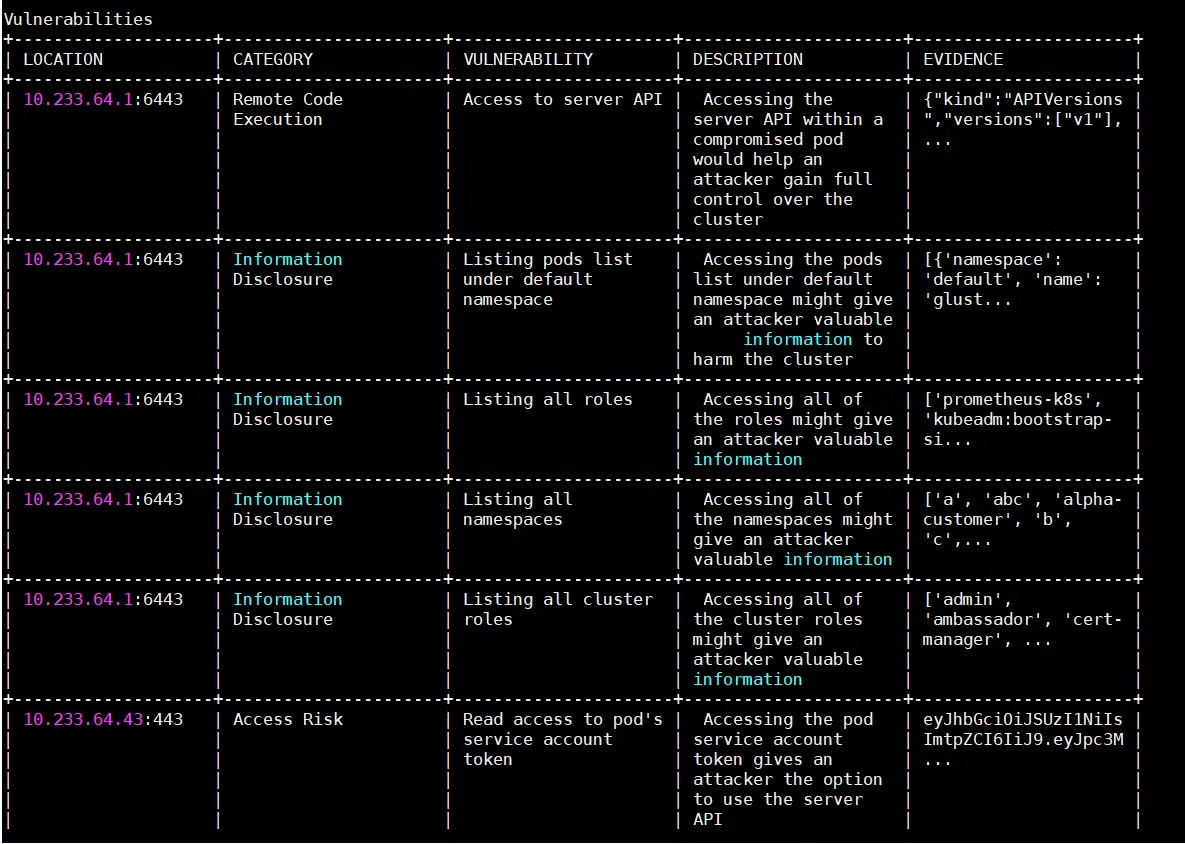 Vulnerabilities
+--------------------+----------------------+----------------------+----------------------+----------------------+
| LOCATION | CATEGORY | VULNERABILITY | DESCRIPTION | EVIDENCE |
+--------------------+----------------------+----------------------+----------------------+----------------------+
| 10.233.64.1:6443 | Remote Code | Access to server API | Accessing the | {"kind":"APIVersions |
| | Execution | | server API within a | ","versions":["v1"], |
| | | | compromised pod | ... |
| | | | would help an | |
| | | | attacker gain full | |
| | | | control over the | |
| | | | cluster | |
+--------------------+----------------------+----------------------+----------------------+----------------------+
| 10.233.64.1:6443 | Information | Listing pods list | Accessing the pods | [{'namespace': |
| | Disclosure | under default | list under default | 'default', 'name': |
| | | namespace | namespace might give | 'glust... |
| | | | an attacker valuable | |
| | | | information to | |
| | | | harm the cluster | |
+--------------------+----------------------+----------------------+----------------------+----------------------+
| 10.233.64.1:6443 | Information | Listing all roles | Accessing all of | ['prometheus-k8s', |
| | Disclosure | | the roles might give | 'kubeadm:bootstrap- |
| | | | an attacker valuable | si... |
| | | | information | |
+--------------------+----------------------+----------------------+----------------------+----------------------+
| 10.233.64.1:6443 | Information | Listing all | Accessing all of | ['a', 'abc', 'alpha- |
| | Disclosure | namespaces | the namespaces might | customer', 'b', |
| | | | give an attacker | 'c',... |
| | | | valuable information | |
+--------------------+----------------------+----------------------+----------------------+----------------------+
| 10.233.64.1:6443 | Information | Listing all cluster | Accessing all of | ['admin', |
| | Disclosure | roles | the cluster roles | 'ambassador', 'cert- |
| | | | might give an | manager', ... |
| | | | attacker valuable | |
| | | | information | |
+--------------------+----------------------+----------------------+----------------------+----------------------+
| 10.233.64.43:443 | Access Risk | Read access to pod's | Accessing the pod | eyJhbGciOiJSUzI1NiIs |
| | | service account | service account | ImtpZCI6IiJ9.eyJpc3M |
| | | token | token gives an | ... |
| | | | attacker the option | |
| | | | to use the server | |
| | | | API | |